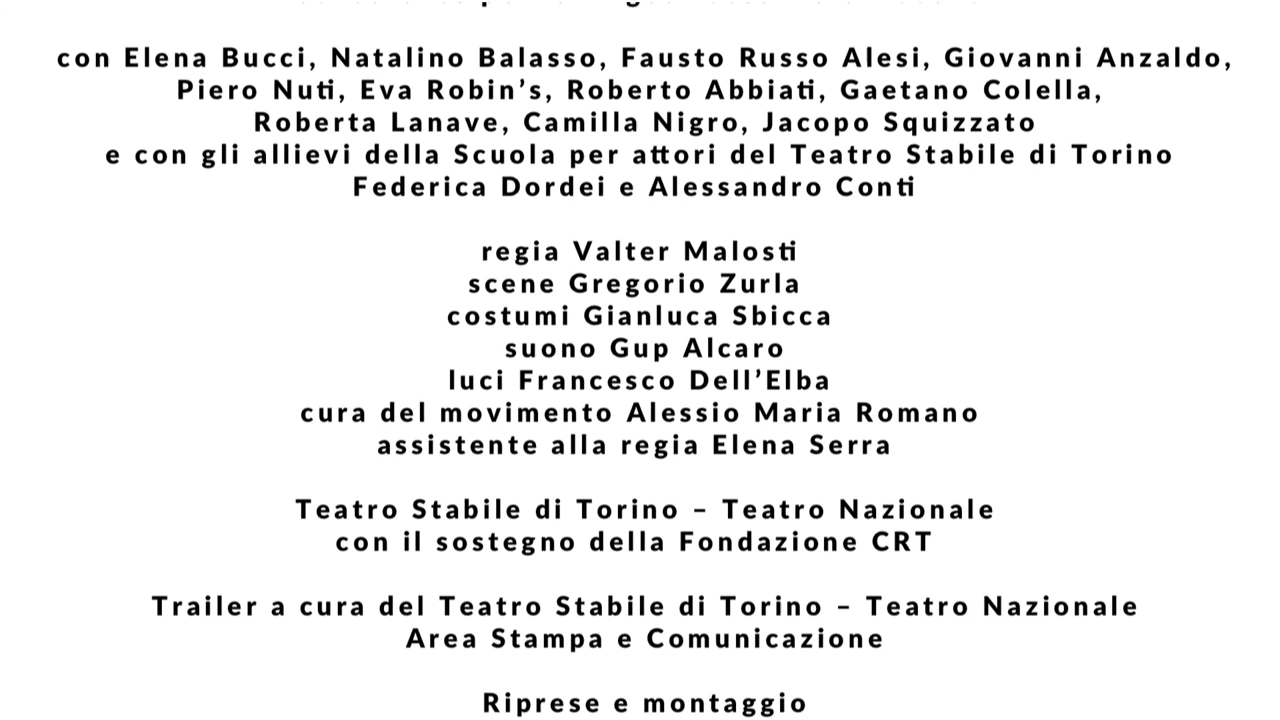 con Elena Bucci, Natalino Balasso, Fausto Russo Alesi, Giovanni Anzaldo,
Piero Nuti, Eva Robin’s, Roberto Abbiati, Gaetano Colella,
Roberta Lanave, Camilla Nigro, Jacopo Squizzato
e con gli allievi della Scuola per attori del Teatro Stabile di Torino
Federica Dordei e Alessandro Conti
regia Valter Malosti
scene Gregorio Zurla
costumi Gianluca Sbicca
suono Gup Alcaro
luci Francesco Dell’Elba
cura del movimento Alessio Maria Romano
assistente alla regia Elena Serra
Teatro Stabile di Torino – Teatro Nazionale
con il sostegno della Fondazione CRT
Trailer a cura del Teatro Stabile di Torino – Teatro Nazionale
Area Stampa e Comunicazione
Riprese e montaggio